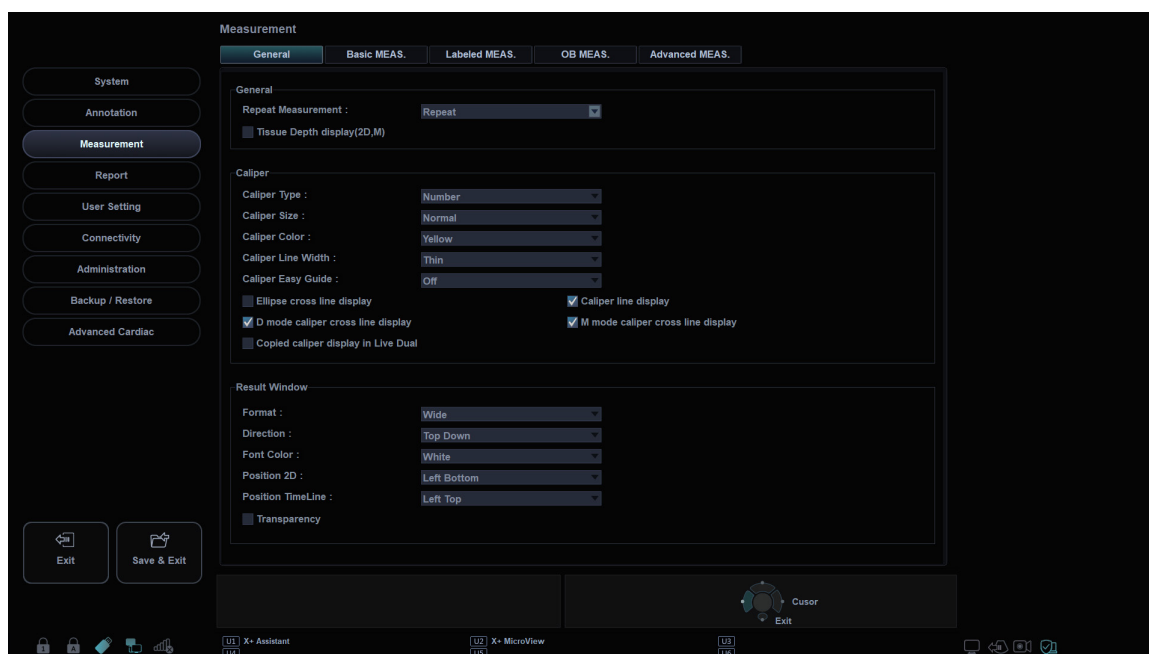 Measurement
General Basic MEAS. Labeled MEAS. OB MEAS. Advanced MEAS.
System
Annotation
Measurement
Report
User Setting
Connectivity
Administration
Backup / Restore
Advanced Cardiac
Exit
Save & Exit
General
Repeat Measurement : Repeat
Tissue Depth display(2D,M)
Caliper
Caliper Type : Number
Caliper Size : Normal
Caliper Color : Yellow
Caliper Line Width : Thin
Caliper Easy Guide : Off
Ellipse cross line display Caliper line display
D mode caliper cross line display M mode caliper cross line display
Copied caliper display in Live Dual
Result Window
Format : Wide
Direction : Top Down
Font Color : White
Position 2D : Left Bottom
Position TimeLine : Left Top
Transparency
Cusor
Exit
1 A
U1 X+ Assistant U2 X+ MicroView U3
U4 U5 U6